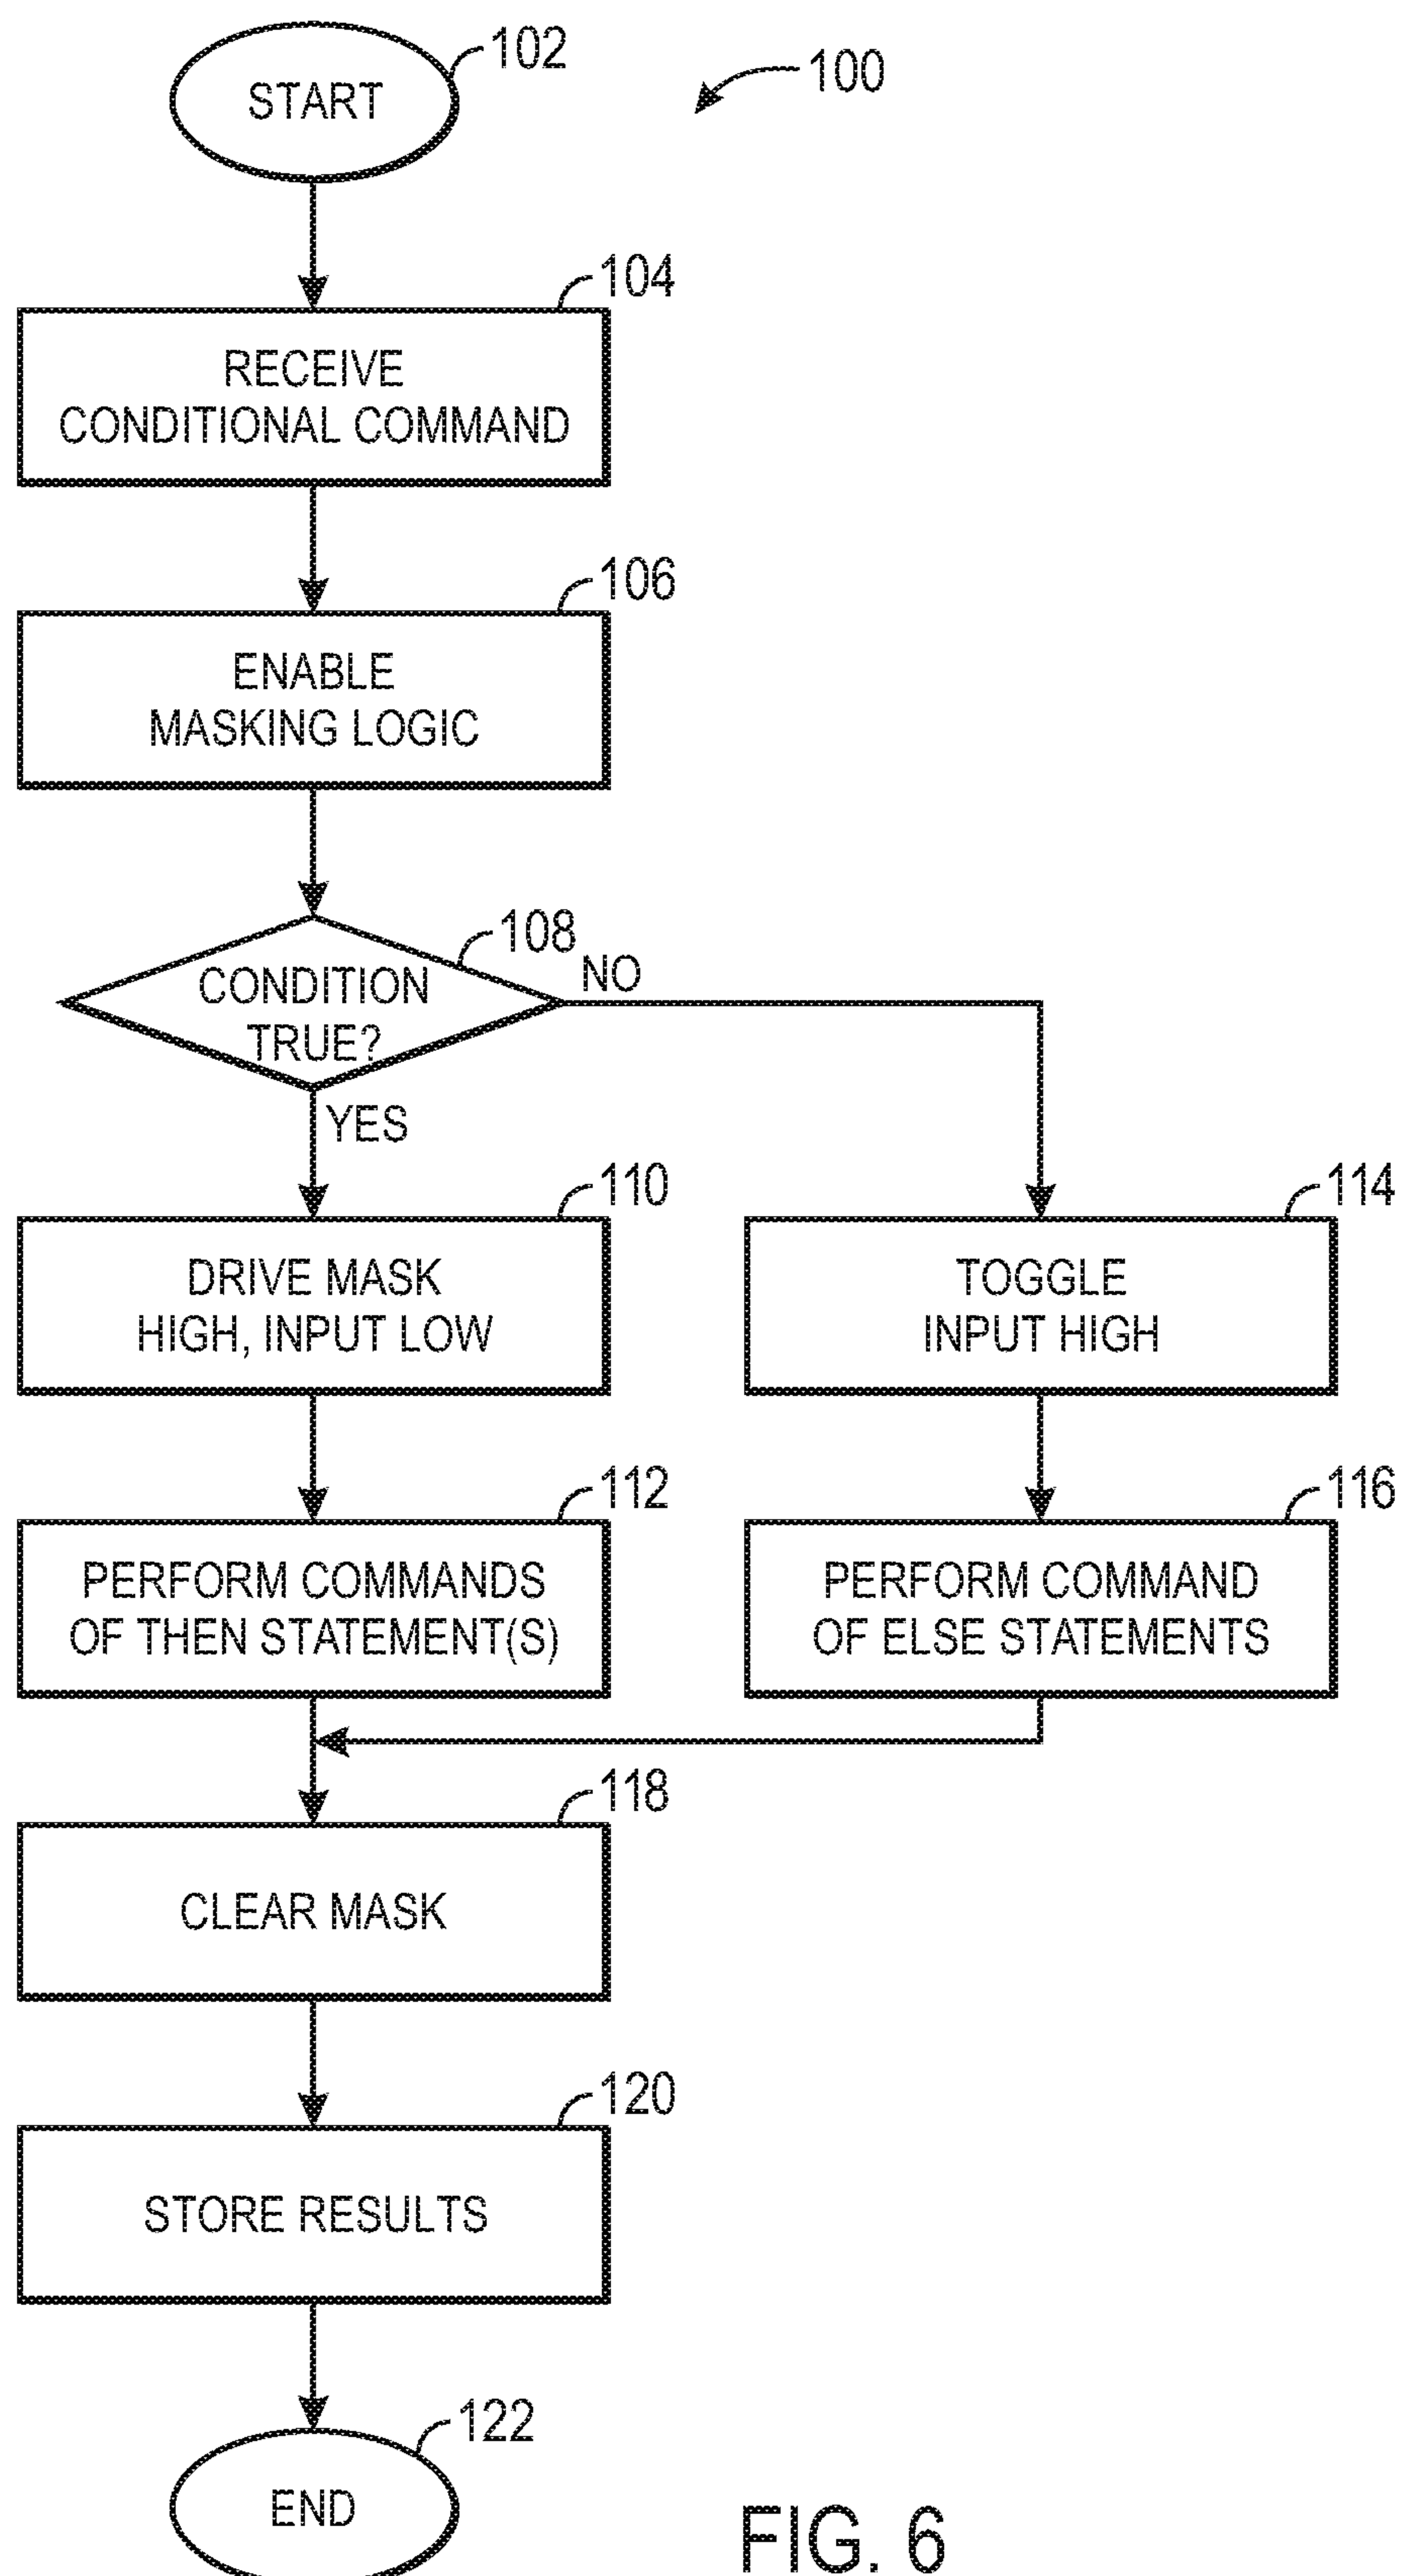 102
START
100
104
RECEIVE
CONDITIONAL COMMAND
106
ENABLE
MASKING LOGIC
108
CONDITION
TRUE?
NO
YES
110
DRIVE MASK
HIGH, INPUT LOW
114
TOGGLE
INPUT HIGH
112
PERFORM COMMANDS
OF THEN STATEMENT(S)
116
PERFORM COMMAND
OF ELSE STATEMENTS
118
CLEAR MASK
120
STORE RESULTS
122
END
FIG. 6